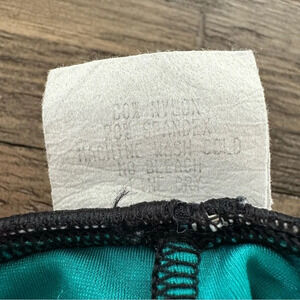 80% NYLON
20% SPANDEX
MACHINE WASH COLD
NO BLEACH